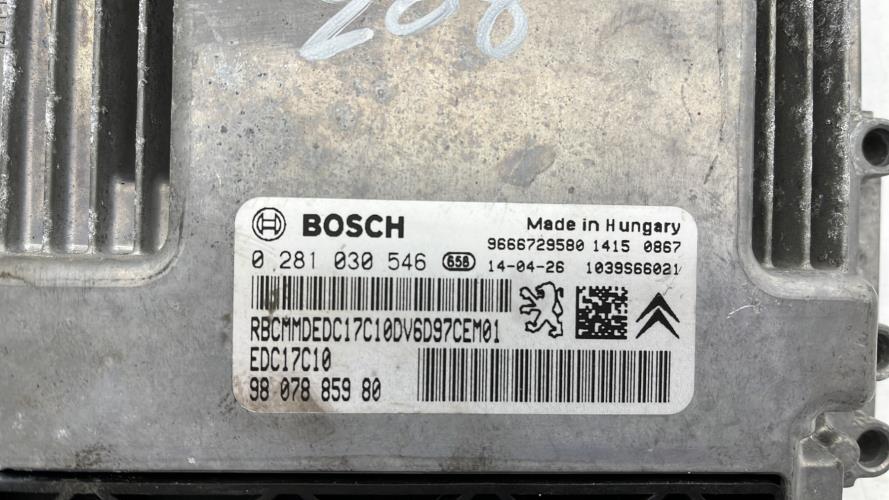 208
BOSCH
Made in Hungary
9666729580 1415 0867
0 281 030 546 658 14-04-26 1039S66021
RBCMMDEDC17C10DV6D97CEM01
EDC17C10
98 078 859 80